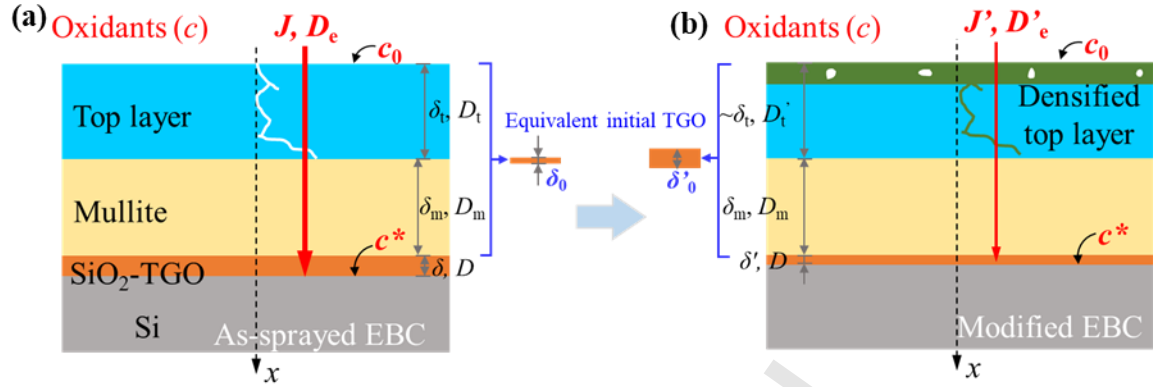 (a)
Oxidants (c)
J, Dₑ
c₀
Top layer
δₜ, Dₜ
Mullite
δₘ, Dₘ
c*
SiO₂-TGO
δ, D
Si
As-sprayed EBC
x
Equivalent initial TGO
δ₀
δ'₀
(b)
Oxidants (c)
J’, D’ₑ
c₀
~δₜ, Dₜ’
Densified
top layer
δₘ, Dₘ
c*
δ', D
Modified EBC
x